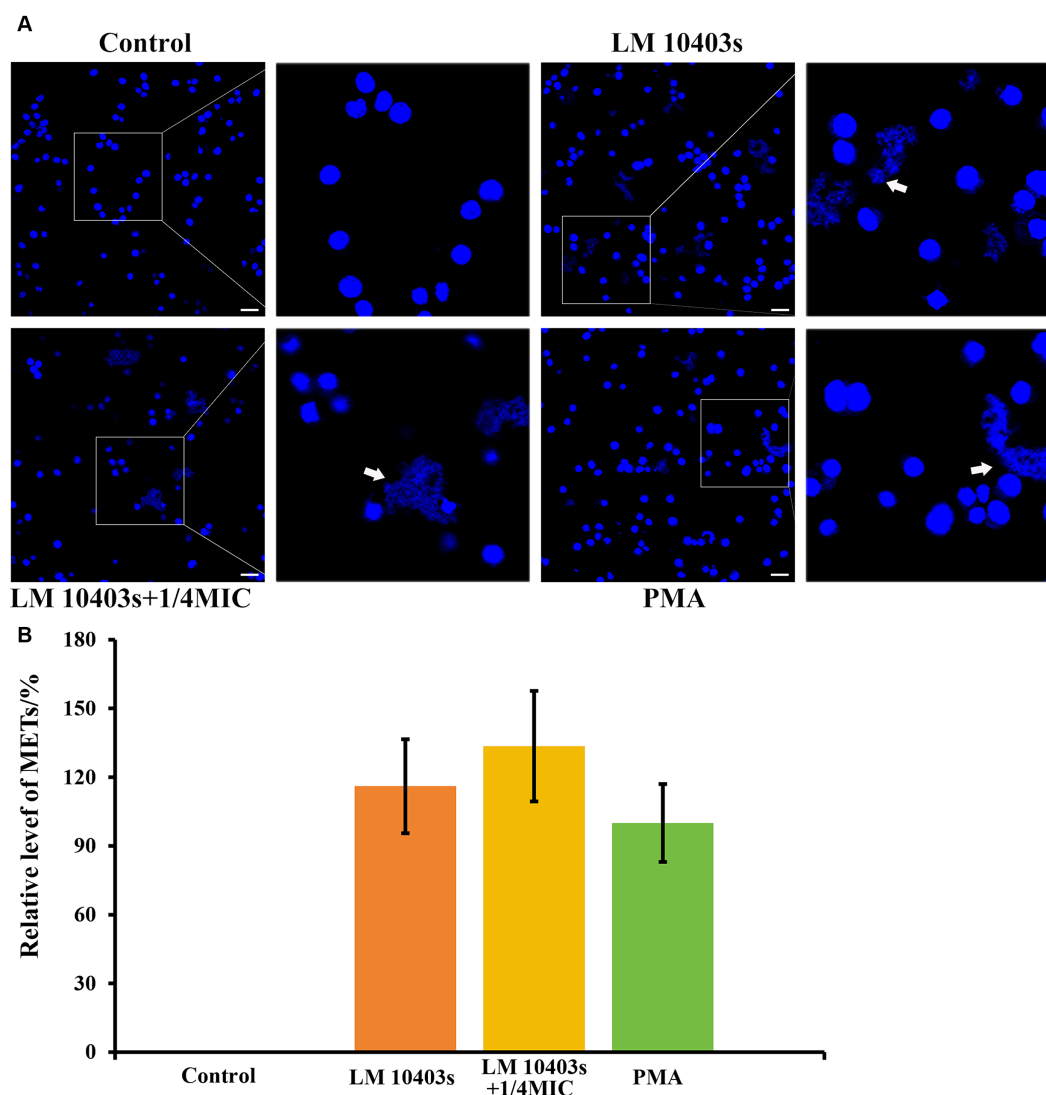 A
Control
LM 10403s
LM 10403s+1/4MIC
PMA
B
Relative level of METs/%
180
150
120
90
60
30
0
Control
LM 10403s
LM 10403s
+1/4MIC
PMA